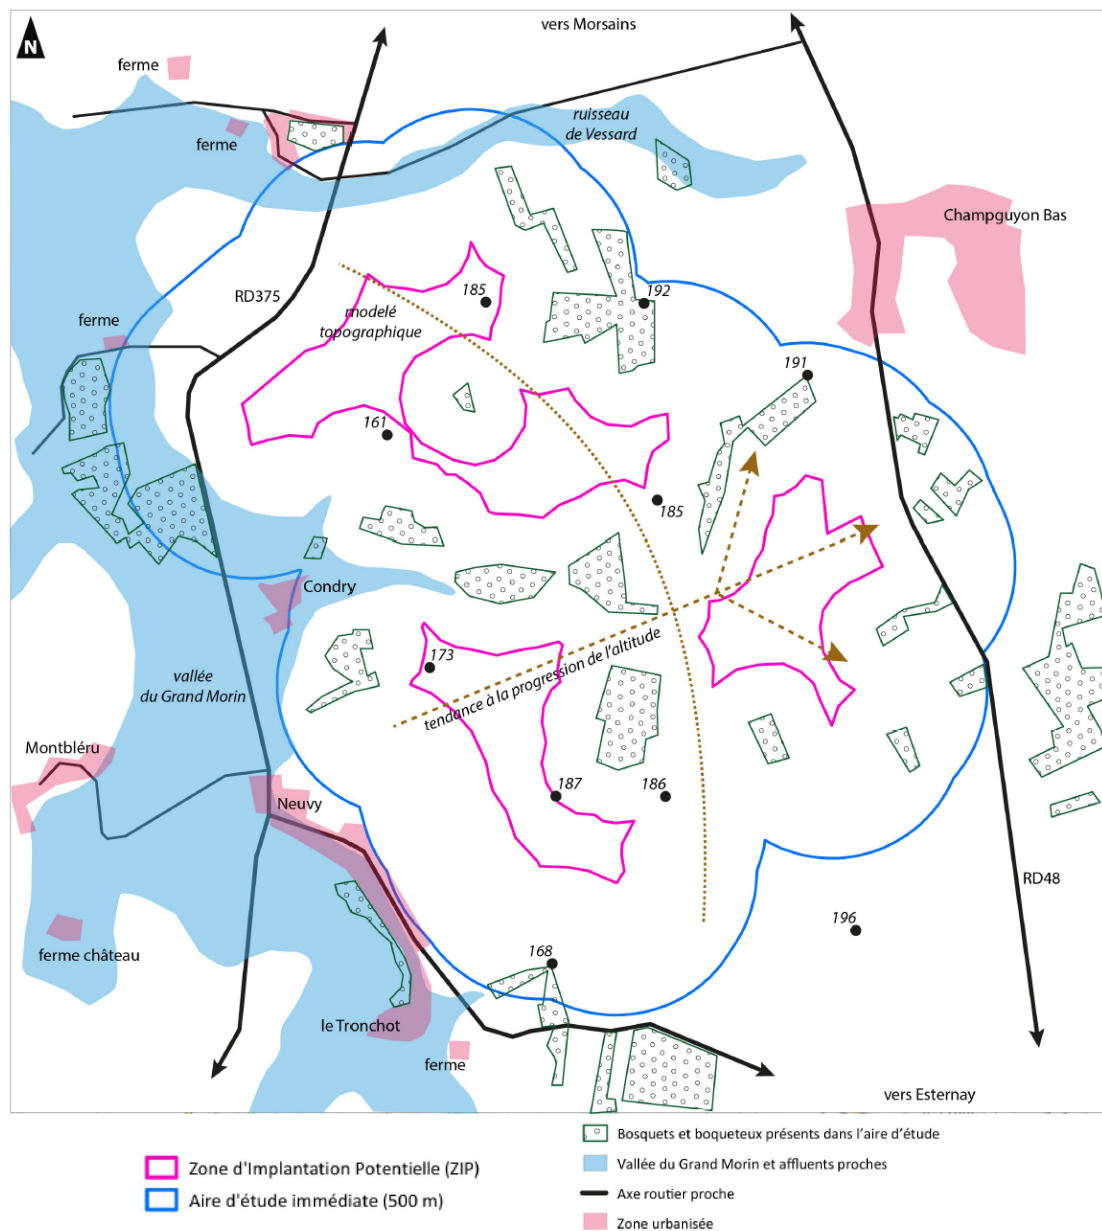 N
vers Morsains
ferme
ruisseau
de Vessard
ferme
Champguyon Bas
RD375
185
192
modelé
topographique
ferme
191
161
185
Condry
173
tendance à la progression de l'altitude
vallée
du Grand Morin
Montbléru
Neuvy
187
186
RD48
196
ferme château
168
le Tronchot
ferme
vers Esternay
Zone d'Implantation Potentielle (ZIP)
Aire d'étude immédiate (500 m)
Bosquets et boqueteux présents dans l'aire d'étude
Vallée du Grand Morin et affluents proches
Axe routier proche
Zone urbanisée